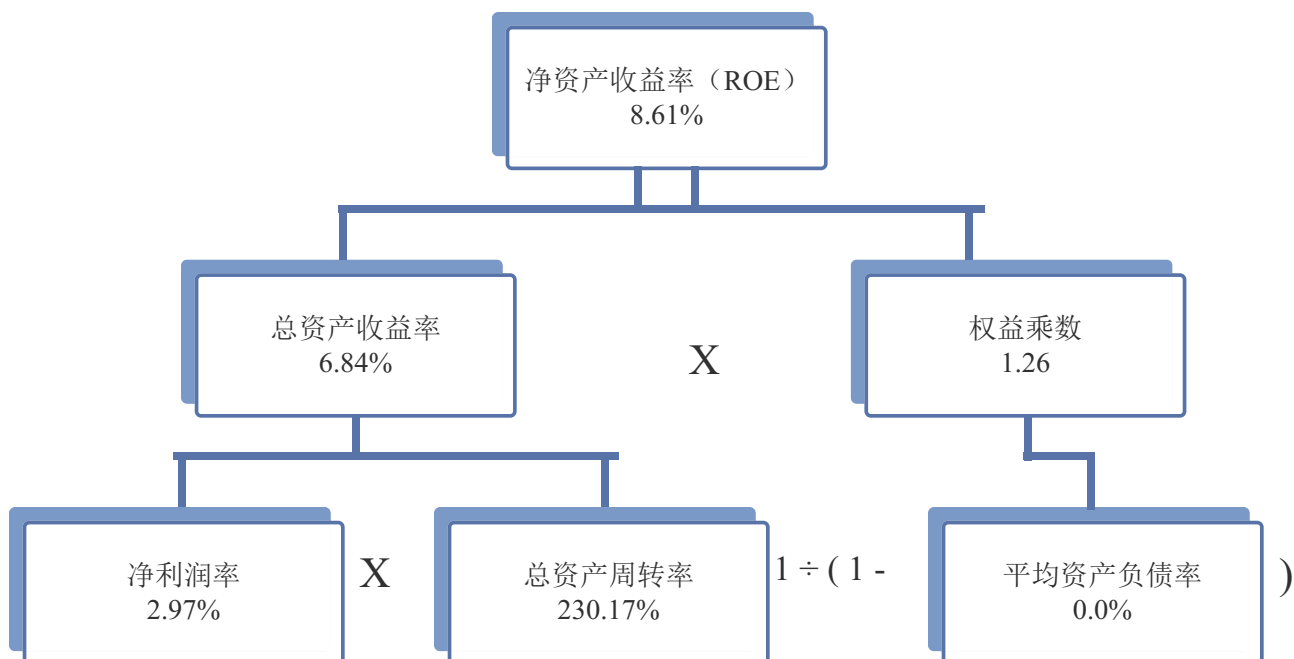 净资产收益率（ROE）
8.61%
总资产收益率
6.84%
X
权益乘数
1.26
净利润率
2.97%
X
总资产周转率
230.17%
1 ÷ ( 1 -
平均资产负债率
0.0%
)